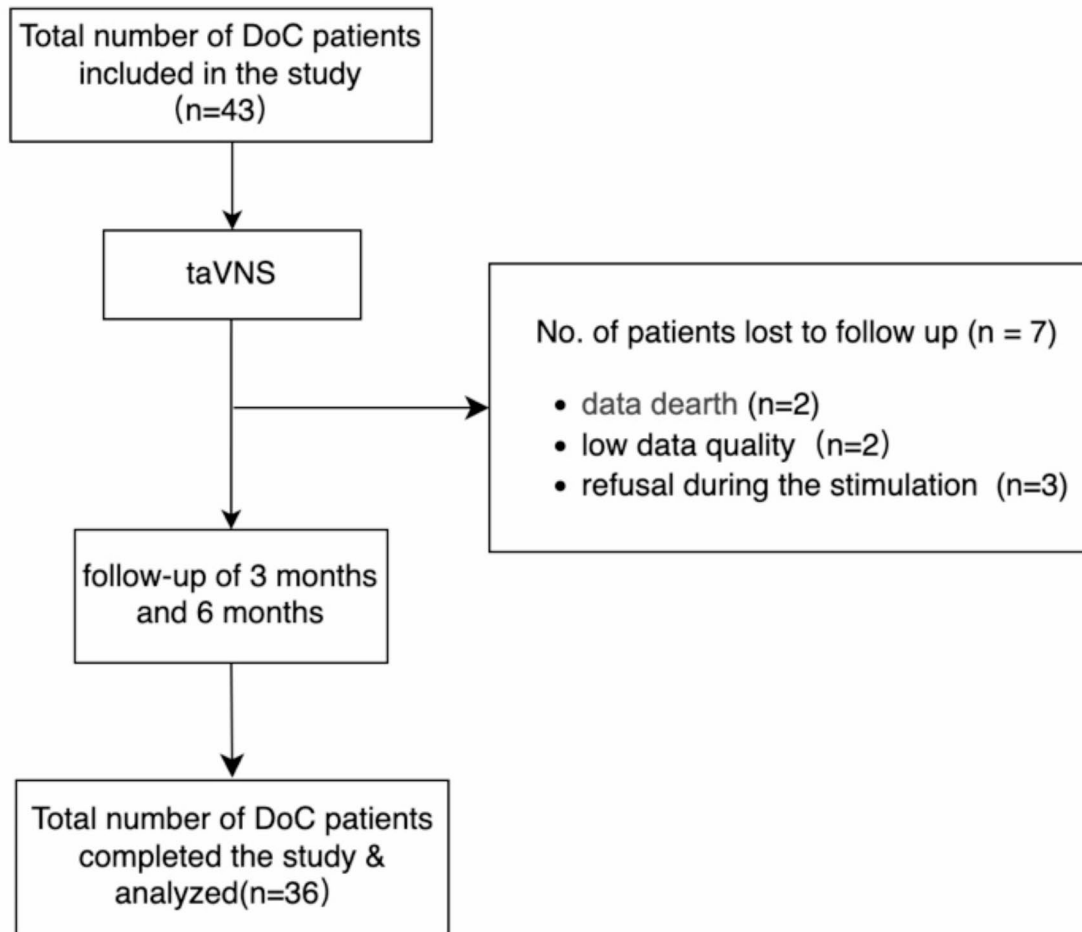 Total number of DoC patients
included in the study
(n=43)
taVNS
No. of patients lost to follow up (n = 7)
• data dearth (n=2)
• low data quality (n=2)
• refusal during the stimulation (n=3)
follow-up of 3 months
and 6 months
Total number of DoC patients
completed the study &
analyzed(n=36)